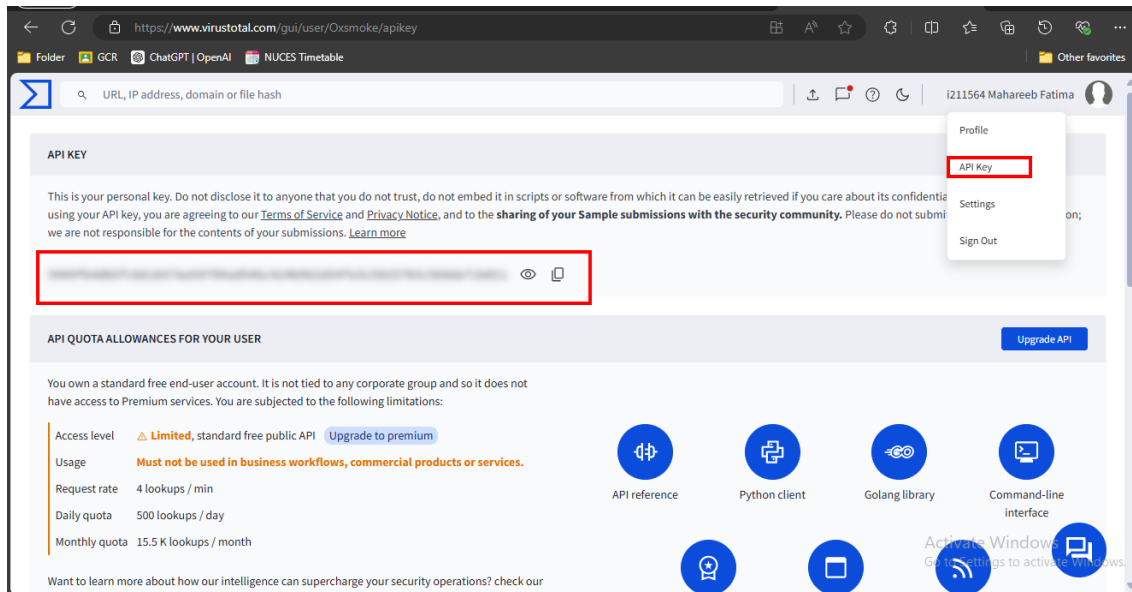 https://www.virustotal.com/gui/user/Oxsmoke/apikey
Folder GCR ChatGPT | OpenAI NUCES Timetable Other favorites
URL, IP address, domain or file hash
i211564 Mahareeb Fatima
Profile
API Key
Settings
Sign Out
API KEY
This is your personal key. Do not disclose it to anyone that you do not trust, do not embed it in scripts or software from which it can be easily retrieved if you care about its confidentia
using your API key, you are agreeing to our Terms of Service and Privacy Notice, and to the sharing of your Sample submissions with the security community. Please do not submi on;
we are not responsible for the contents of your submissions. Learn more
API QUOTA ALLOWANCES FOR YOUR USER
Upgrade API
You own a standard free end-user account. It is not tied to any corporate group and so it does not
have access to Premium services. You are subjected to the following limitations:
Access level Limited, standard free public API Upgrade to premium
Usage Must not be used in business workflows, commercial products or services.
Request rate 4 lookups / min
Daily quota 500 lookups / day
Monthly quota 15.5 K lookups / month
Want to learn more about how our intelligence can supercharge your security operations? check our
API reference
Python client
Golang library
Command-line
interface
Activate Windows
Go to Settings to activate Windows.